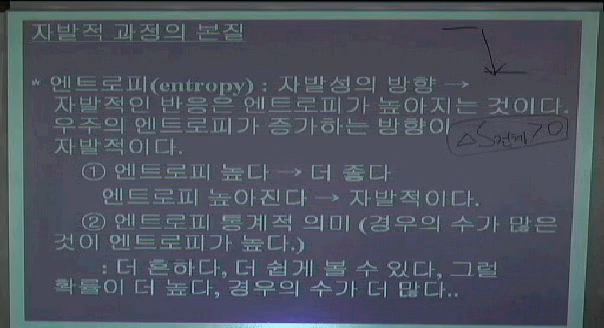 자발적 과정의 본질
* 엔트로피(entropy) : 자발성의 방향 →
자발적인 반응은 엔트로피가 높아지는 것이다.
우주의 엔트로피가 증가하는 방향이
자발적이다.
△S전체>0
① 엔트로피 높다 → 더 좋다
엔트로피 높아진다 → 자발적이다.
② 엔트로피 통계적 의미 (경우의 수가 많은
것이 엔트로피가 높다.)
: 더 흔하다, 더 쉽게 볼 수 있다, 그럴
확률이 더 높다, 경우의 수가 더 많다..